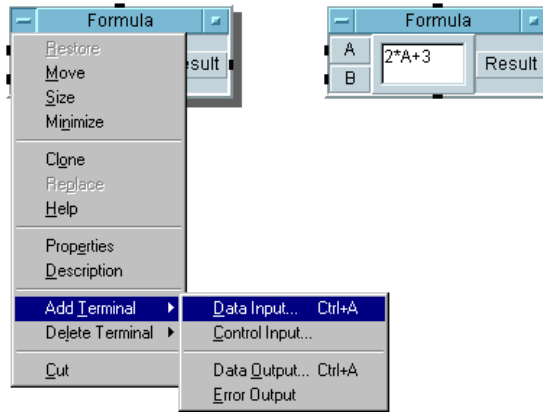 Formula
Restore
Move
Size
Minimize
Clone
Replace
Help
Properties
Description
Add Terminal
Delete Terminal
Cut
Data Input... Ctrl+A
Control Input...
Data Output... Ctrl+A
Error Output
sult
Formula
A
B
2*A+3
Result